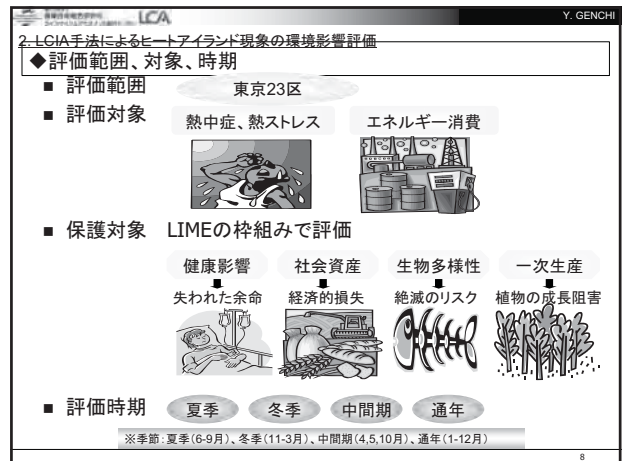 LCA
Y. GENCHI
2. LCIA手法によるヒートアイランド現象の環境影響評価
◆評価範囲、対象、時期
■ 評価範囲 東京23区
■ 評価対象 熱中症、熱ストレス エネルギー消費
■ 保護対象 LIMEの枠組みで評価
健康影響 社会資産 生物多様性 一次生産
失われた余命 経済的損失 絶滅のリスク 植物の成長阻害
■ 評価時期 夏季 冬季 中間期 通年
※季節:夏季(6-9月)、冬季(11-3月)、中間期(4,5,10月)、通年(1-12月)
8